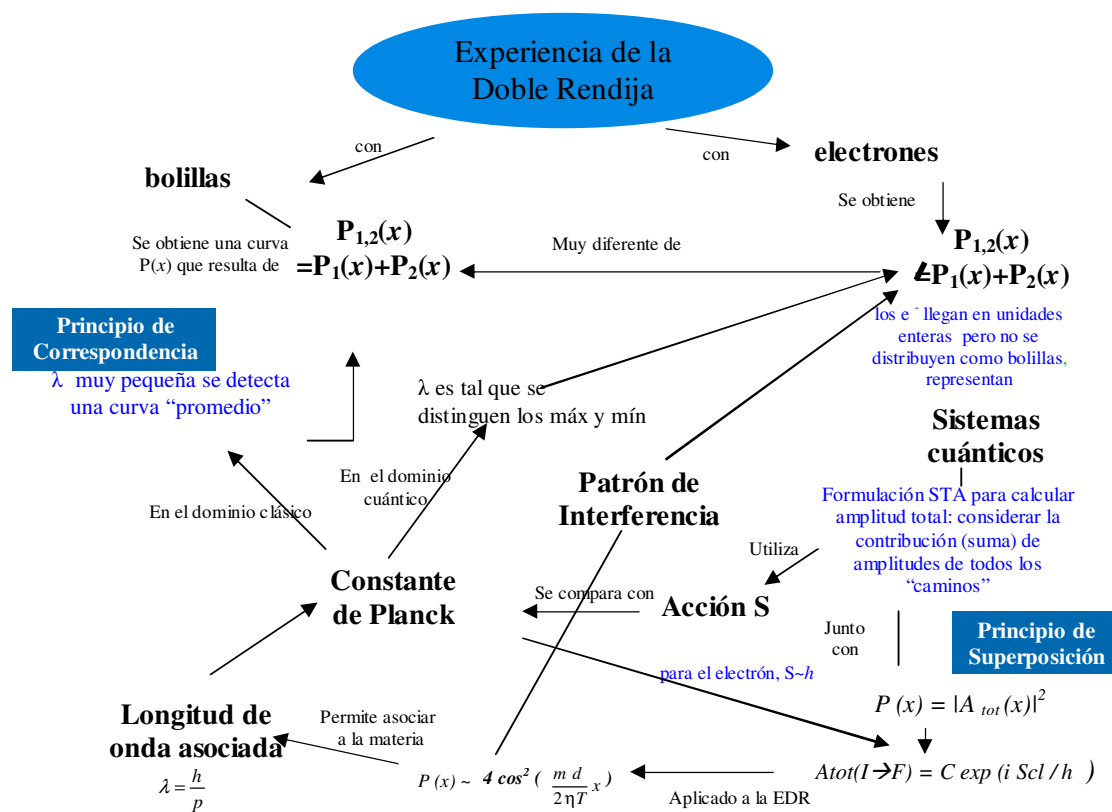 Experiencia de la
Doble Rendija
con
con
bolillas
electrones
Se obtiene
Se obtiene una curva
P(x) que resulta de
P1,2(x)
=P1(x)+P2(x)
Muy diferente de
P1,2(x)
≠P1(x)+P2(x)
Principio de
Correspondencia
λ muy pequeña se detecta
una curva “promedio”
los e - llegan en unidades
enteras pero no se
distribuyen como bolillas,
representan
λ es tal que se
distinguen los máx y mín
Sistemas
cuánticos
En el dominio
cuántico
Patrón de
Interferencia
En el dominio clásico
Formulación STA para calcular
amplitud total: considerar la
contribución (suma) de
amplitudes de todos los
“caminos”
Utiliza
Constante
de Planck
Se compara con
Acción S
Junto
con
Principio de
Superposición
para el electrón, S~h
P (x) = |A tot (x)|2
Longitud de
onda asociada
λ = h/p
Permite asociar
a la materia
P (x) ~ 4 cos2 ( m d / 2ηT x )
Aplicado a la EDR
Atot(I→F) = C exp (i Scl / h )